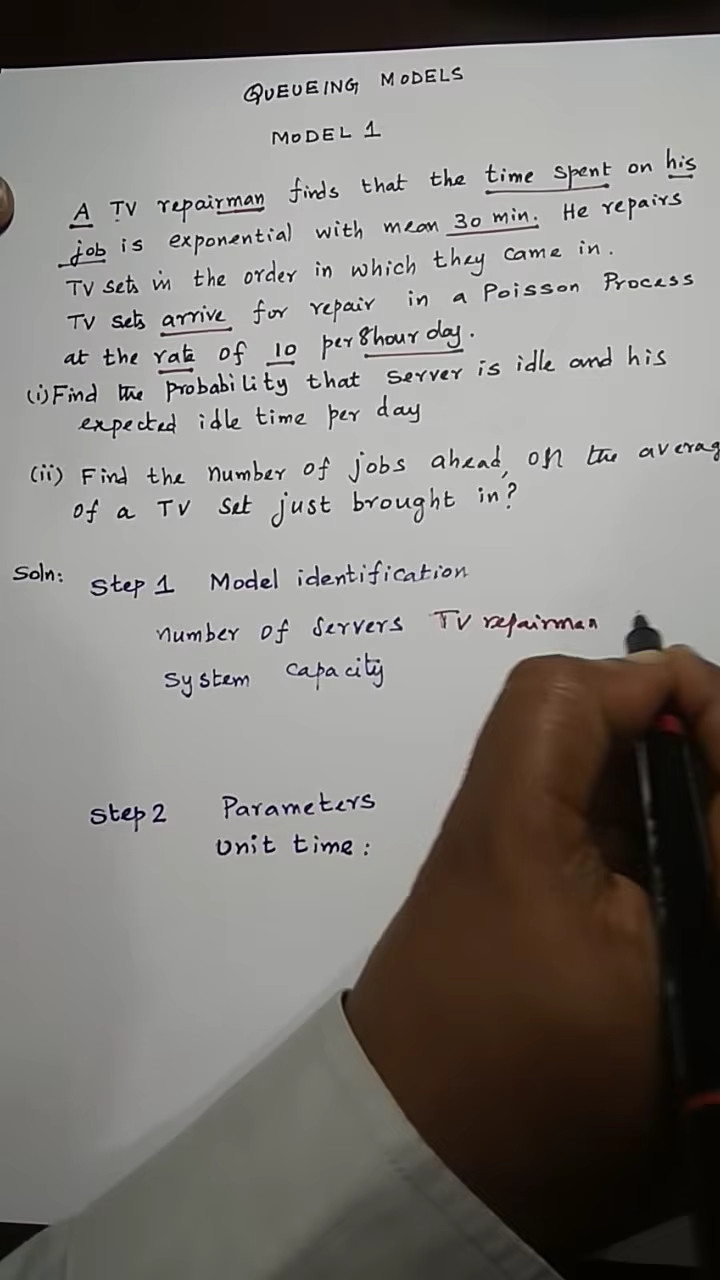 QUEUEING MODELS
MODEL 1
A TV repairman finds that the time spent on his
job is exponential with mean 30 min. He repairs
TV sets in the order in which they came in.
TV sets arrive for repair in a Poisson Process
at the rate of 10 per 8hour day.
(i) Find the probability that server is idle and his
expected idle time per day
(ii) Find the number of jobs ahead, on the averag
of a TV set just brought in?
Soln: Step 1 Model identification
number of servers TV repairman
System capacity
Step 2 Parameters
Unit time: